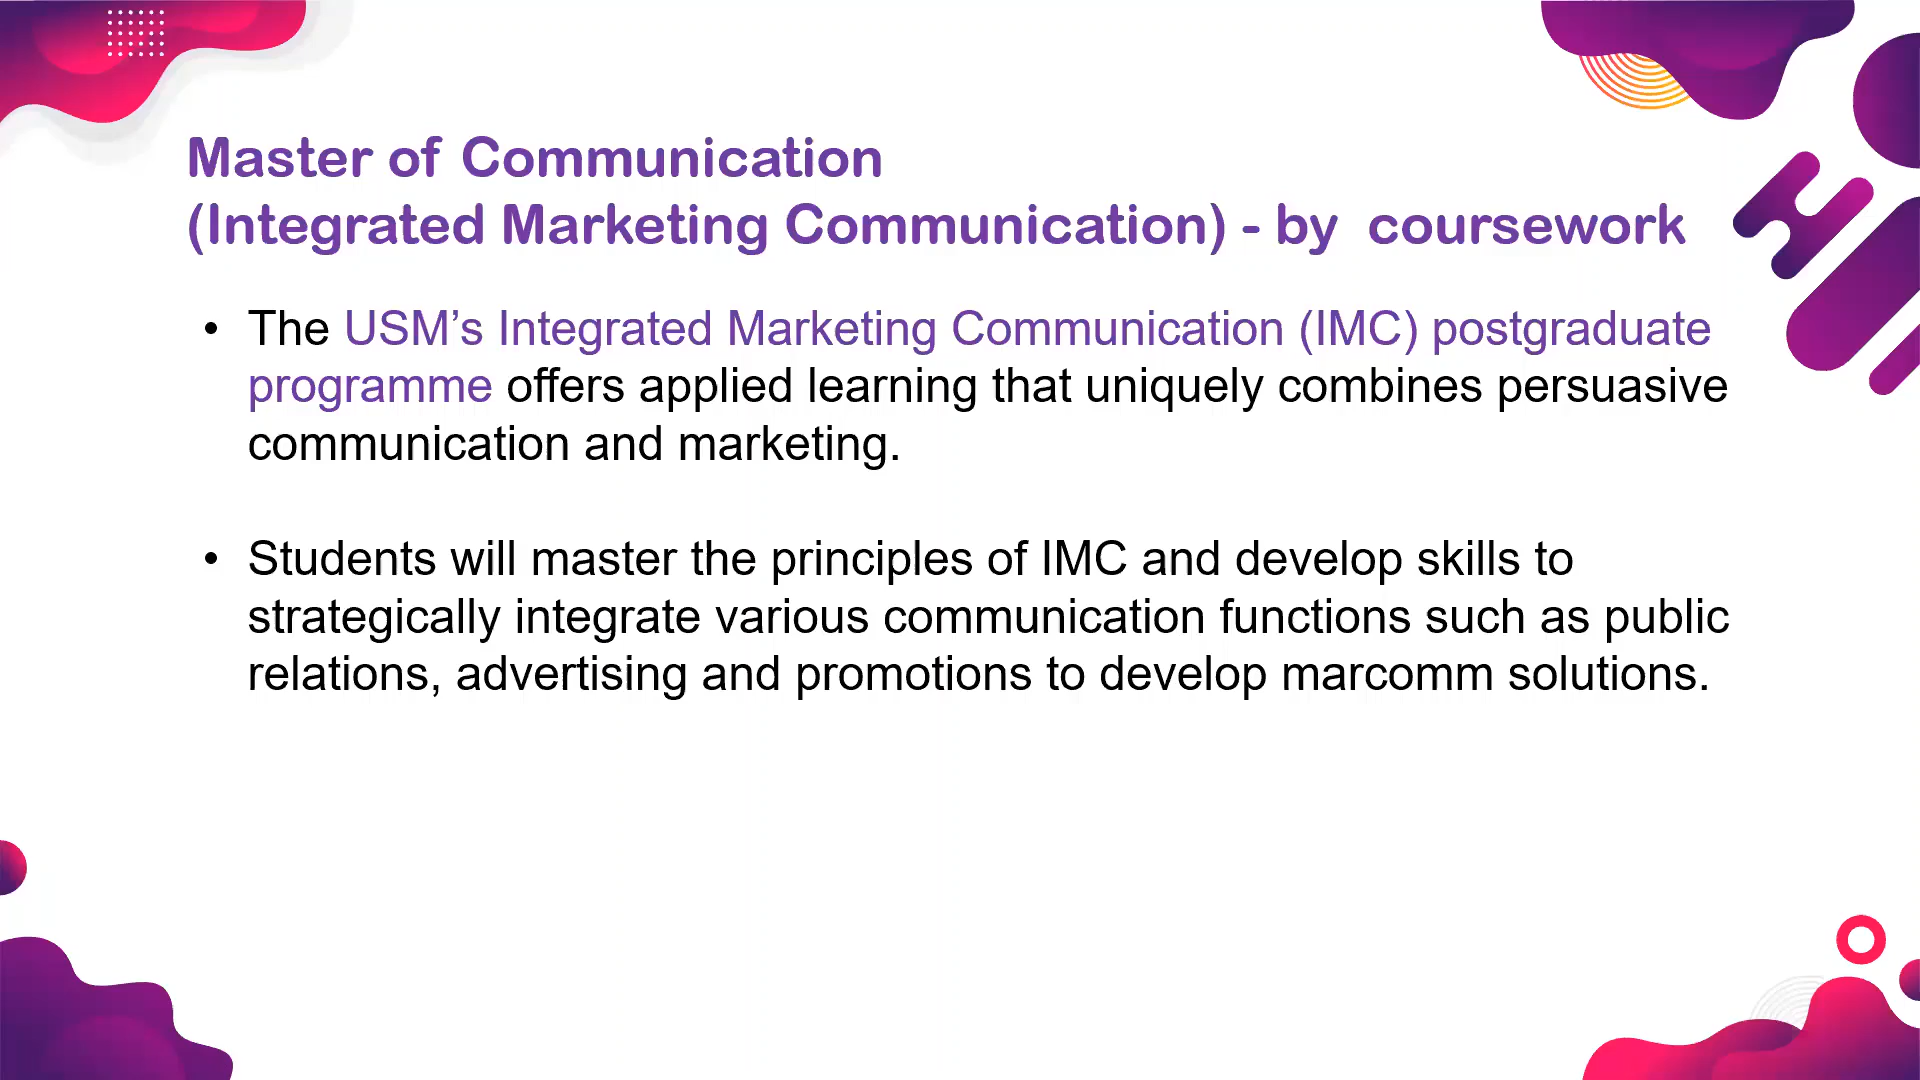 Master of Communication
(Integrated Marketing Communication) - by coursework
• The USM’s Integrated Marketing Communication (IMC) postgraduate
programme offers applied learning that uniquely combines persuasive
communication and marketing.
• Students will master the principles of IMC and develop skills to
strategically integrate various communication functions such as public
relations, advertising and promotions to develop marcomm solutions.